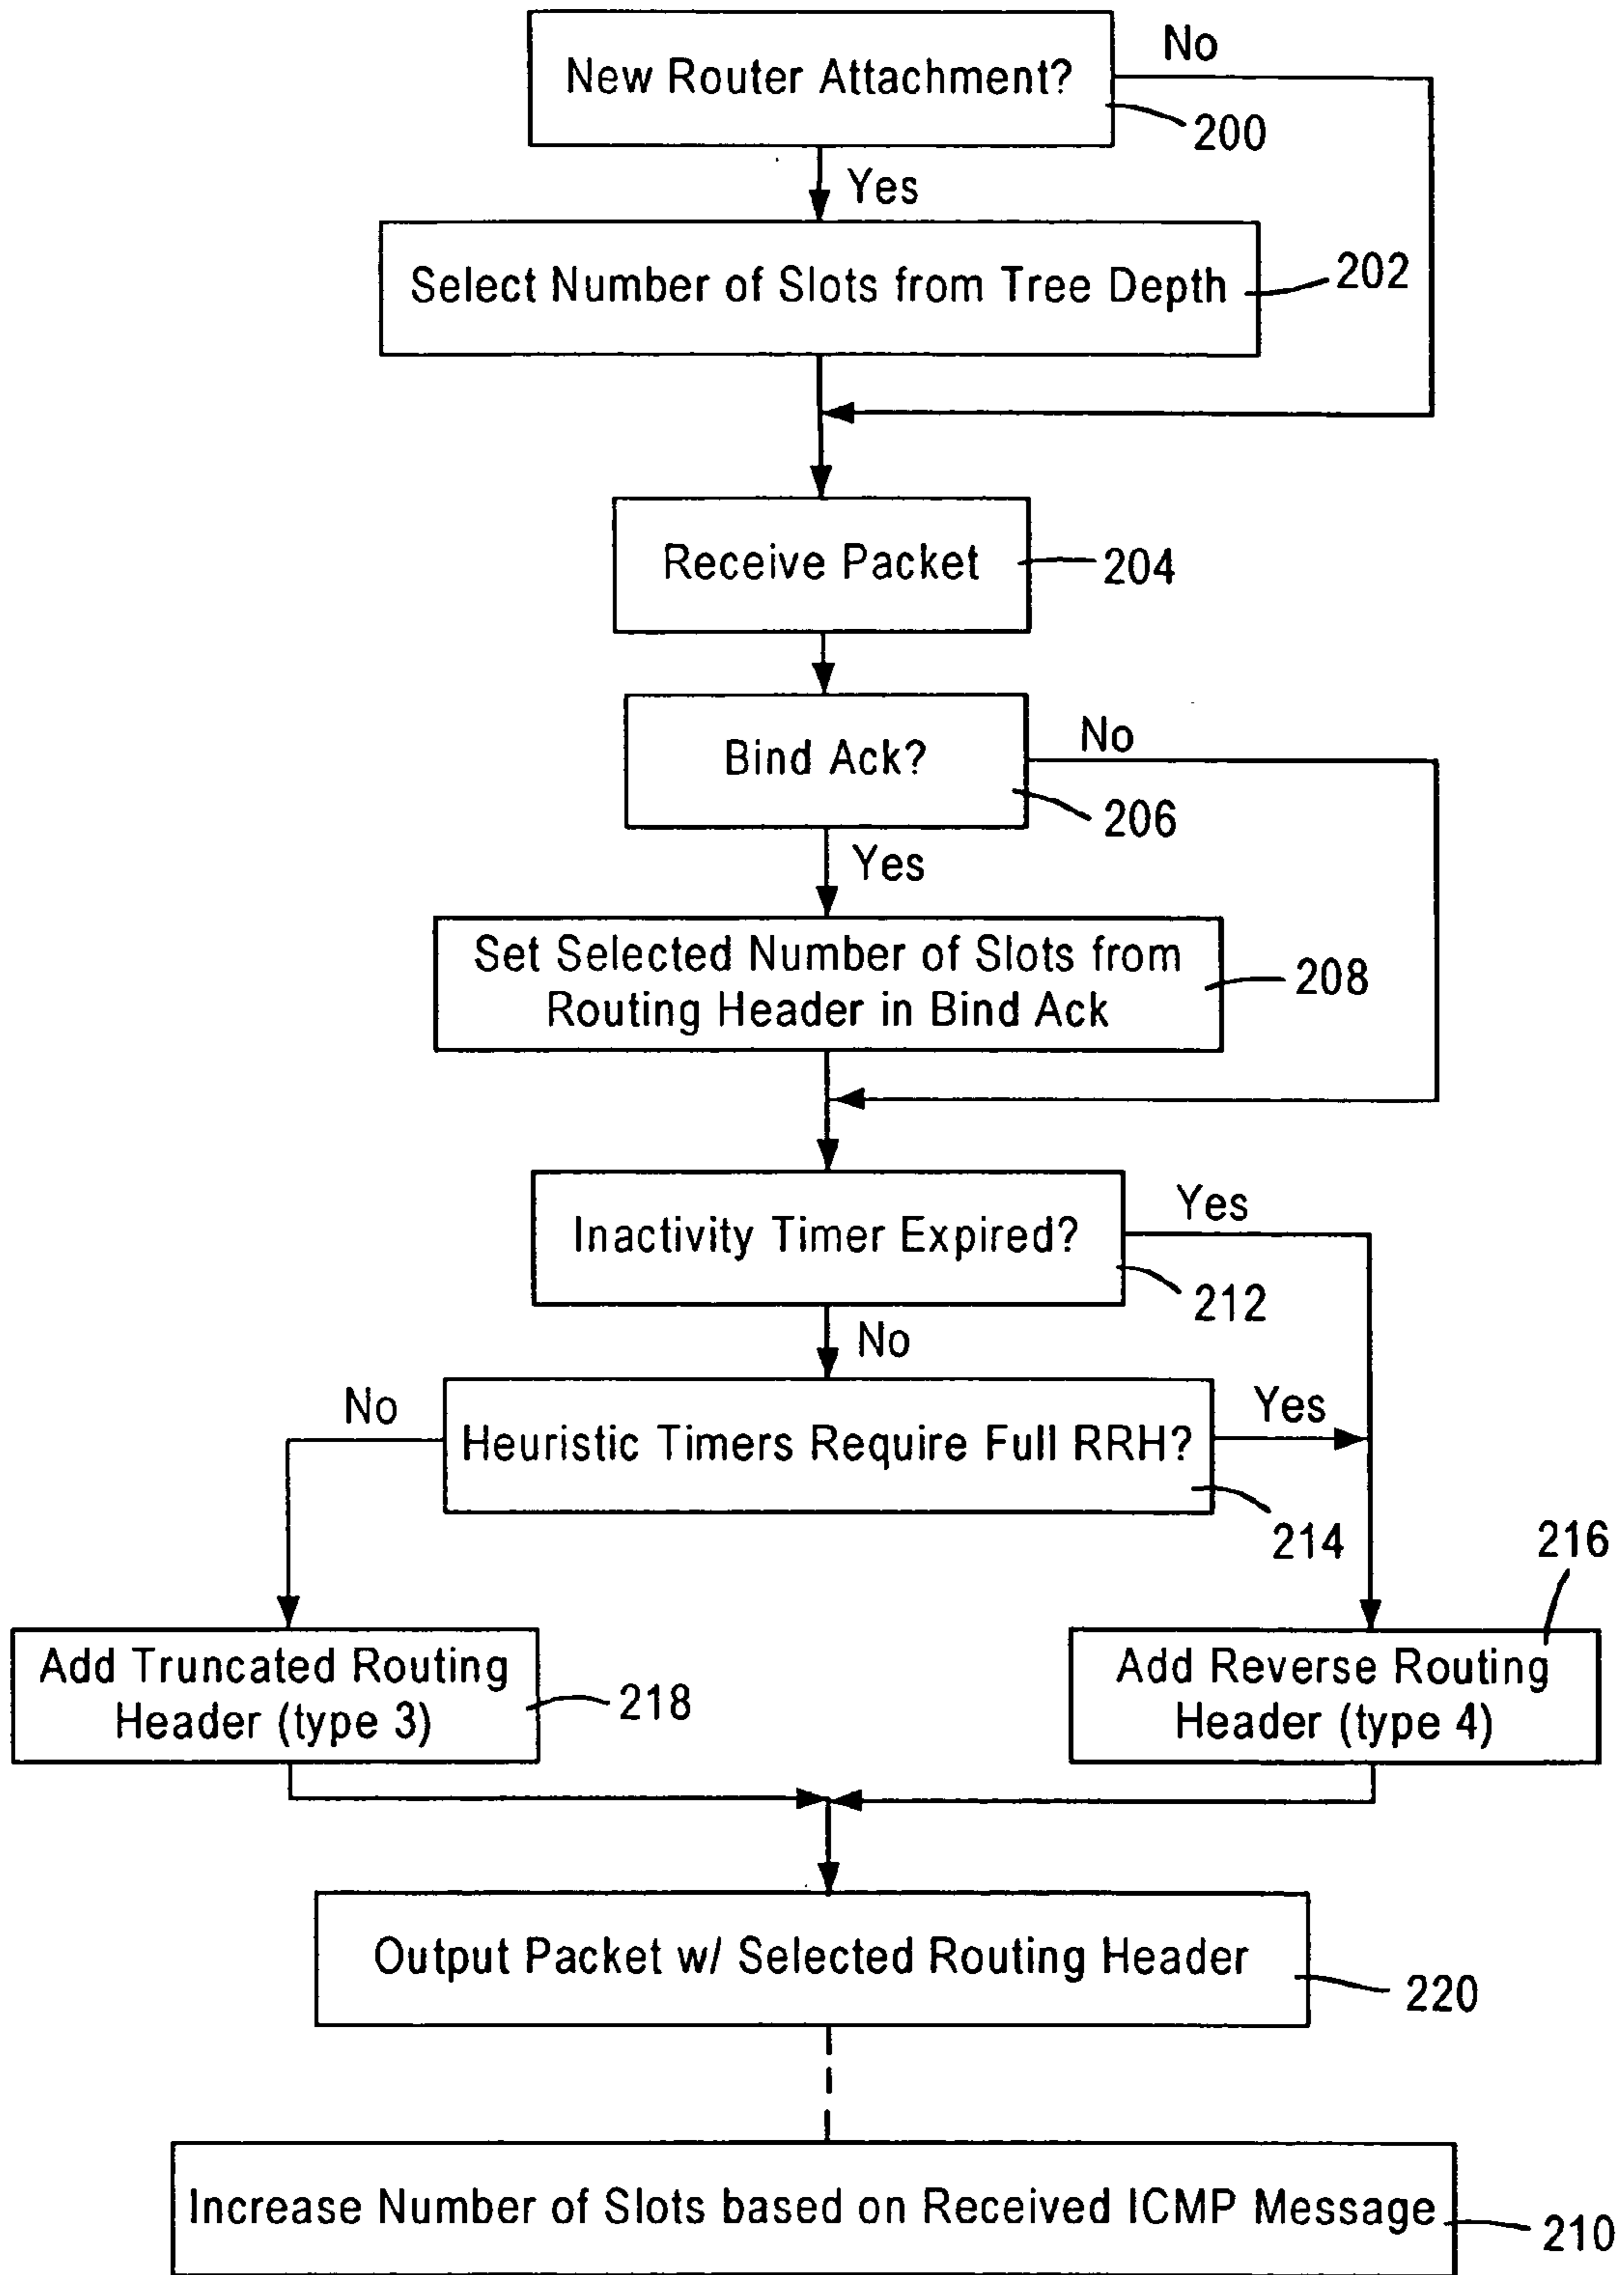 New Router Attachment?
No
200
Yes
Select Number of Slots from Tree Depth
202
Receive Packet
204
Bind Ack?
No
206
Yes
Set Selected Number of Slots from
Routing Header in Bind Ack
208
Inactivity Timer Expired?
Yes
212
No
No
Heuristic Timers Require Full RRH?
Yes
214
216
Add Truncated Routing
Header (type 3)
218
Add Reverse Routing
Header (type 4)
Output Packet w/ Selected Routing Header
220
Increase Number of Slots based on Received ICMP Message
210